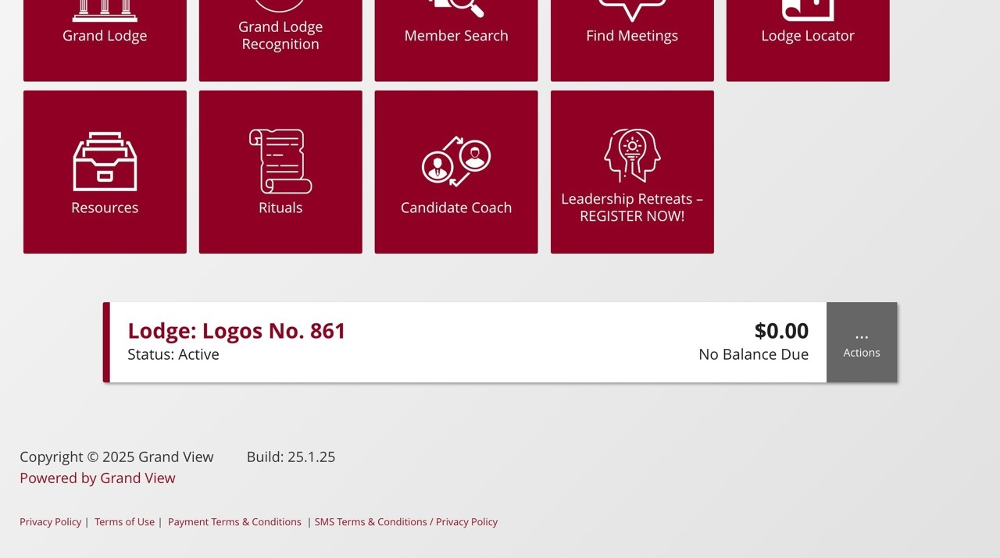 Grand Lodge
Grand Lodge
Recognition
Member Search
Find Meetings
Lodge Locator
Resources
Rituals
Candidate Coach
Leadership Retreats –
REGISTER NOW!
Lodge: Logos No. 861
Status: Active
$0.00
No Balance Due
...
Actions
Copyright © 2025 Grand View Build: 25.1.25
Powered by Grand View
Privacy Policy | Terms of Use | Payment Terms & Conditions | SMS Terms & Conditions / Privacy Policy